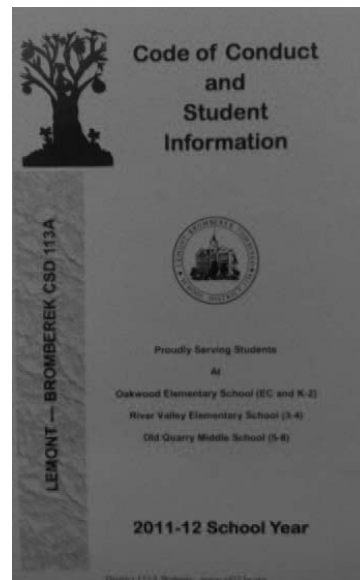 Code of Conduct
and
Student
Information
LEMONT — BROMBEREK CSD 113A
Proudly Serving Students
At
Oakwood Elementary School (EC and K-2)
River Valley Elementary School (3-4)
Old Quarry Middle School (5-8)
2011-12 School Year